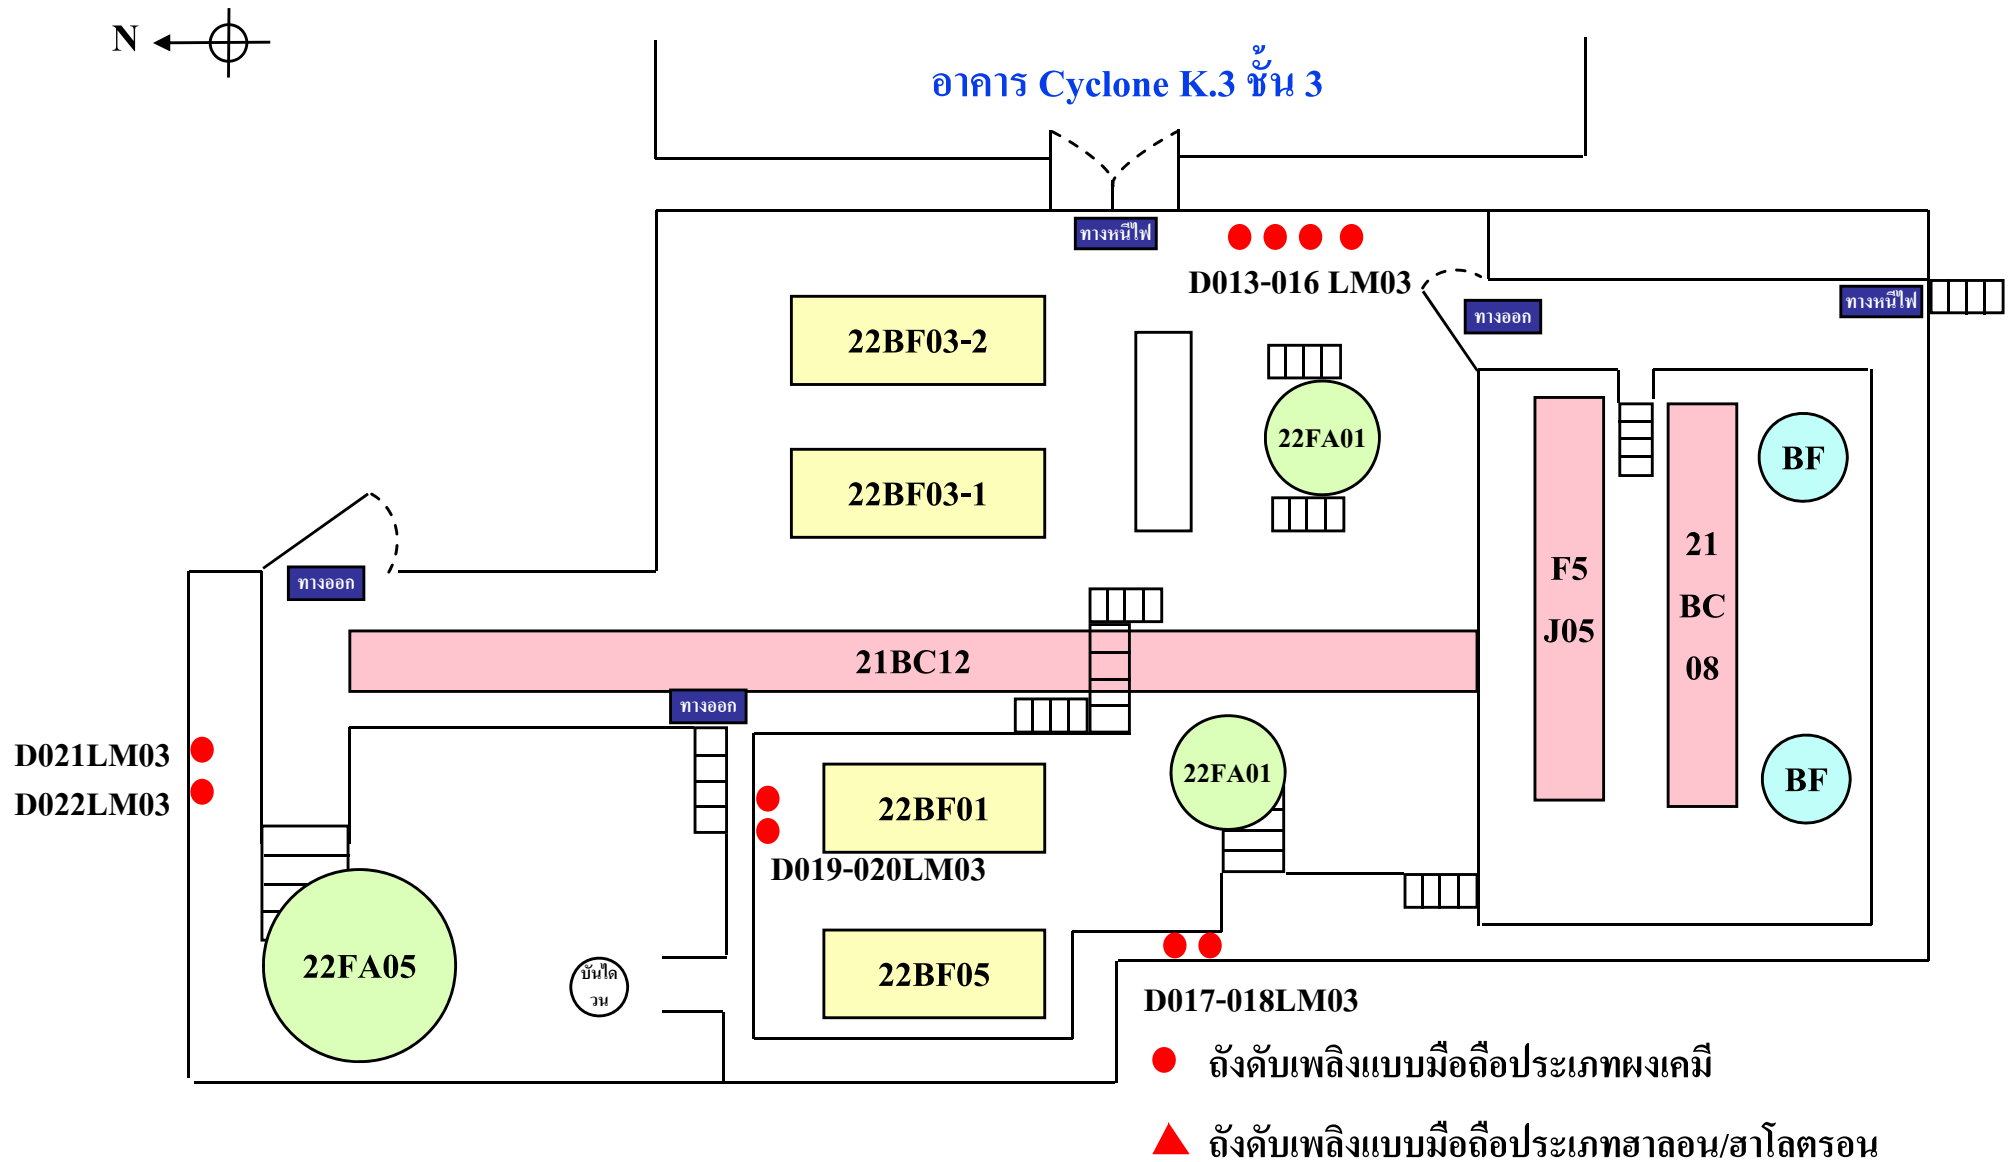 N
อาคาร Cyclone K.3 ชั้น 3
ทางหนีไฟ
D013-016 LM03
ทางออก
ทางหนีไฟ
22BF03-2
22FA01
BF
22BF03-1
21
BC
08
F5
J05
ทางออก
21BC12
ทางออก
D021LM03
D022LM03
22FA01
BF
22BF01
D019-020LM03
22FA05
บันได
วน
22BF05
D017-018LM03
ถังดับเพลิงแบบมือถือประเภทผงเคมี
ถังดับเพลิงแบบมือถือประเภทฮาลอน/ฮาโลตรอน